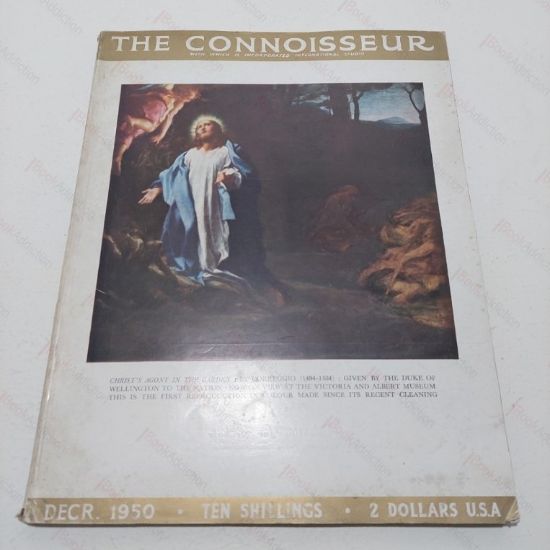 THE CONNOISSEUR
WITH WHICH IS INCORPORATED INTERNATIONAL STUDIO
CHRIST'S AGONY IN THE GARDEN BY CORREGGIO (1494-1534) : GIVEN BY THE DUKE OF
WELLINGTON TO THE NATION : NOW ON VIEW AT THE VICTORIA AND ALBERT MUSEUM
THIS IS THE FIRST REPRODUCTION IN COLOUR MADE SINCE ITS RECENT CLEANING
DECR. 1950 • TEN SHILLINGS • 2 DOLLARS U.S.A
BookAddiction